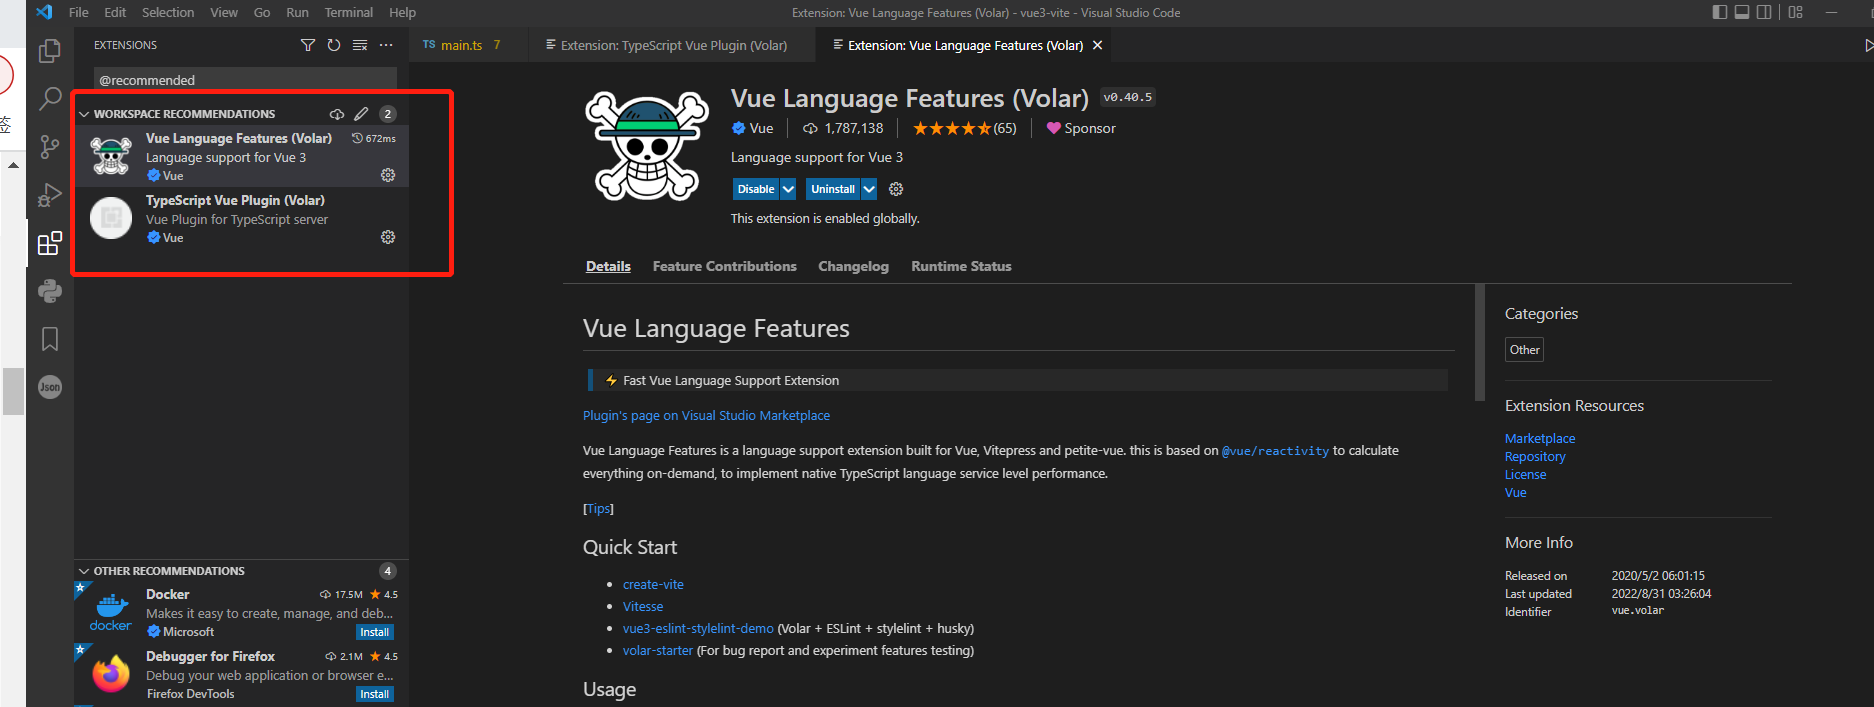 File Edit Selection View Go Run Terminal Help
Extension: Vue Language Features (Volar) - vue3-vite - Visual Studio Code
EXTENSIONS
TS main.ts 7
Extension: TypeScript Vue Plugin (Volar)
Extension: Vue Language Features (Volar)
@recommended
签
WORKSPACE RECOMMENDATIONS 2
Vue Language Features (Volar) 672ms
Language support for Vue 3
Vue
TypeScript Vue Plugin (Volar)
Vue Plugin for TypeScript server
Vue
Json
OTHER RECOMMENDATIONS 4
Docker 17.5M 4.5
Makes it easy to create, manage, and deb...
docker
Microsoft Install
Debugger for Firefox 2.1M 4.5
Debug your web application or browser e...
Firefox DevTools Install
Vue Language Features (Volar) v0.40.5
Vue 1,787,138 (65) Sponsor
Language support for Vue 3
Disable Uninstall
This extension is enabled globally.
Details Feature Contributions Changelog Runtime Status
Vue Language Features
⚡ Fast Vue Language Support Extension
Plugin's page on Visual Studio Marketplace
Vue Language Features is a language support extension built for Vue, Vitepress and petite-vue. this is based on @vue/reactivity to calculate
everything on-demand, to implement native TypeScript language service level performance.
[Tips]
Quick Start
• create-vite
• Vitesse
• vue3-eslint-stylelint-demo (Volar + ESLint + stylelint + husky)
• volar-starter (For bug report and experiment features testing)
Usage
Categories
Other
Extension Resources
Marketplace
Repository
License
Vue
More Info
Released on 2020/5/2 06:01:15
Last updated 2022/8/31 03:26:04
Identifier vue.volar